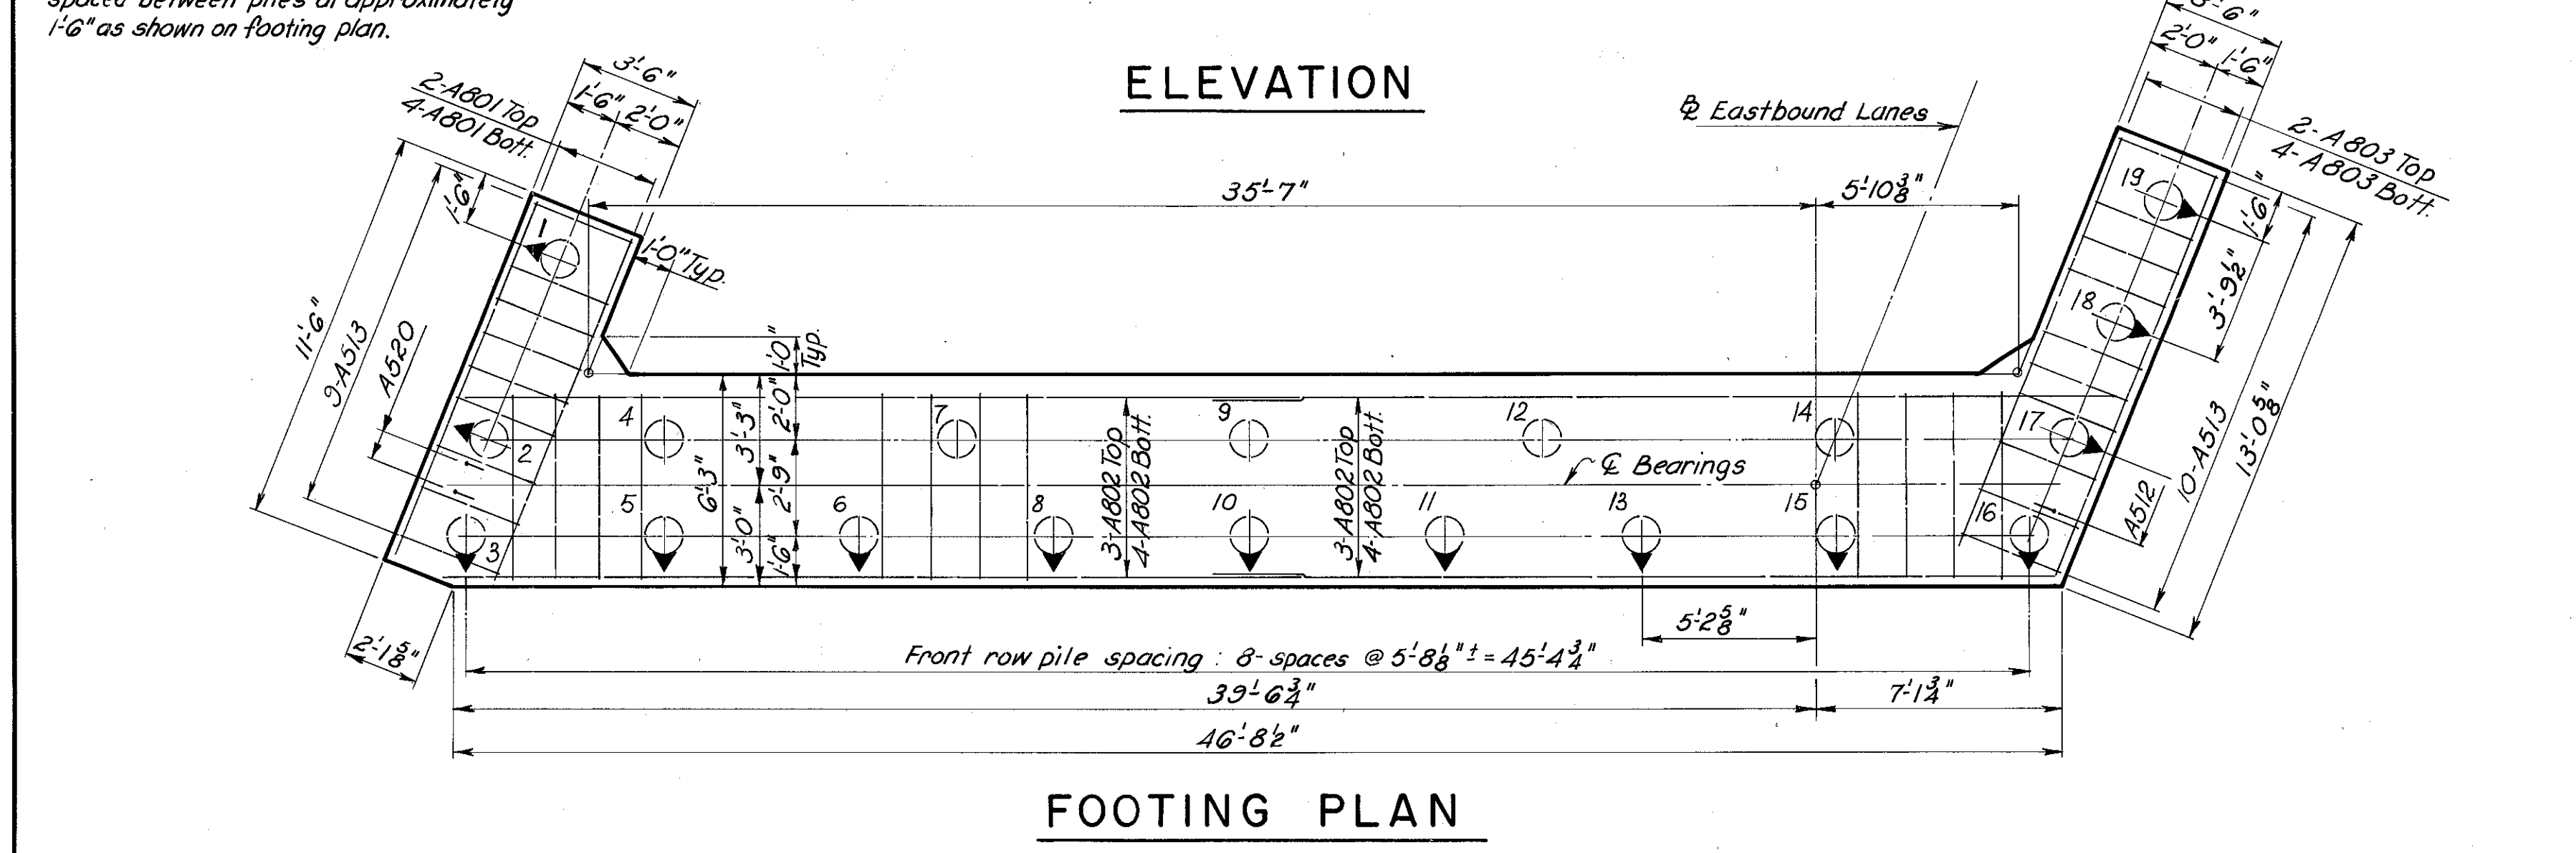 spaced between piles at approximately
1'-6" as shown on footing plan.
ELEVATION
3'-6"
1'-6" 2'-0"
2-A801 Top
4-A801 Bott.
℞ Eastbound Lanes
2'-0" 1'-6"
2-A803 Top
4-A803 Bott.
35'-7"
5'-10 3/8"
1'-6"
1'-0" Typ.
11'-6"
9-A513
A520
1'-0"
Typ.
1'-6"
3'-9 1/2"
10-A513
13'-0 5/8"
A512
1
2
3
4
5
6
7
8
9
10
11
12
13
14
15
16
17
18
19
6'-3"
3'-3"
3'-0"
2'-0"
2'-9"
1'-6"
3-A802 Top
4-A802 Bott.
3-A802 Top
4-A802 Bott.
℄ Bearings
2'-1 5/8"
5'-2 5/8"
Front row pile spacing : 8- spaces @ 5'-8 1/8" ± = 45'-4 3/4"
39'-6 3/4"
7'-1 3/4"
46'-8 1/2"
FOOTING PLAN